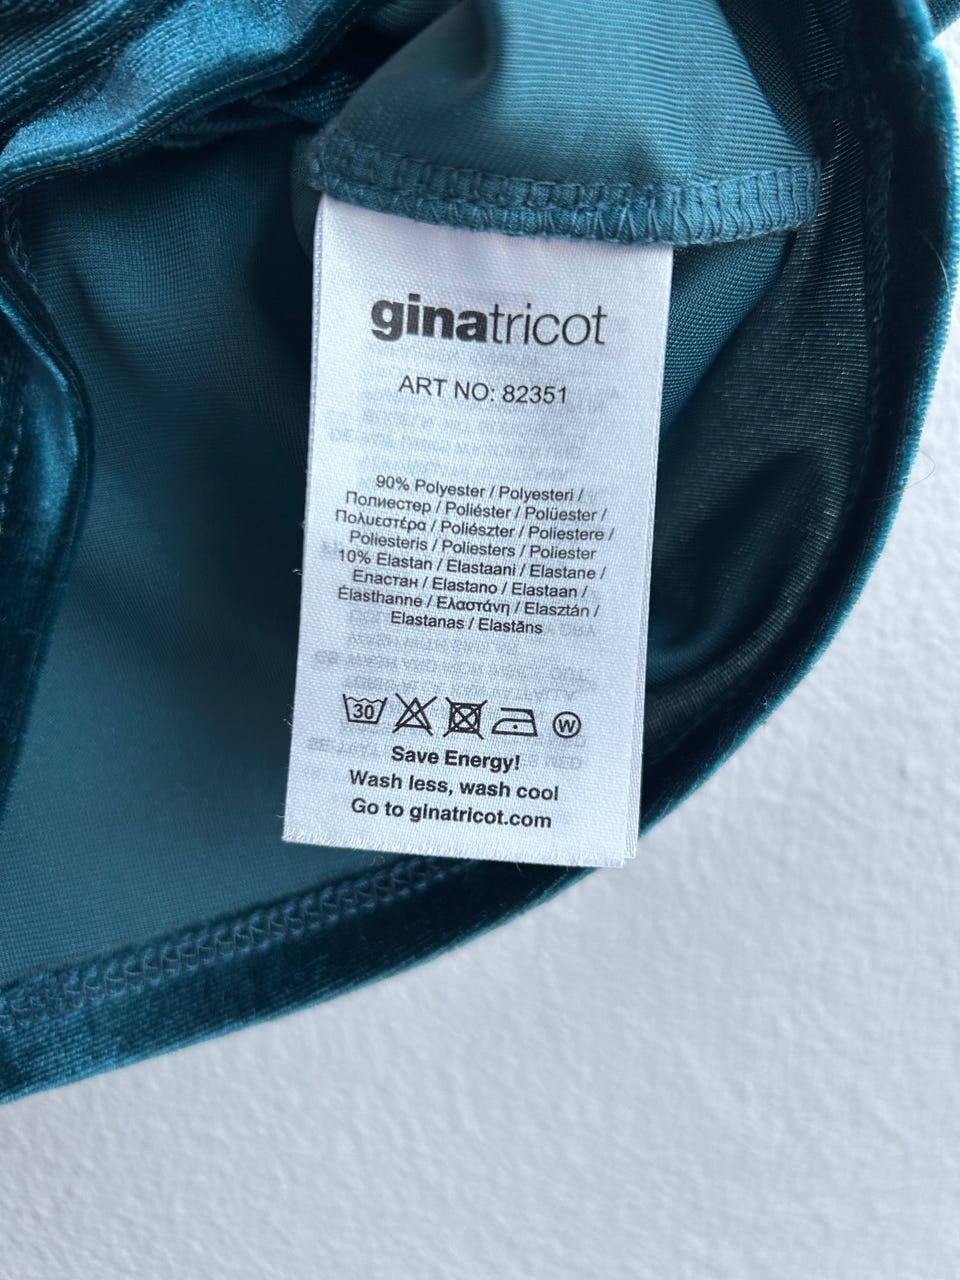 ginatricot
ART NO: 82351
90% Polyester / Polyesteri /
Полиестер / Poliéster / Polüester /
Πολυεστέρα / Poliészter / Poliestere /
Poliesteris / Poliesters / Poliester
10% Elastan / Elastaani / Elastane /
Еластан / Elastano / Elastaan /
Élasthanne / Ελαστάνη / Elasztán /
Elastanas / Elastāns
30
W
Save Energy!
Wash less, wash cool
Go to ginatricot.com